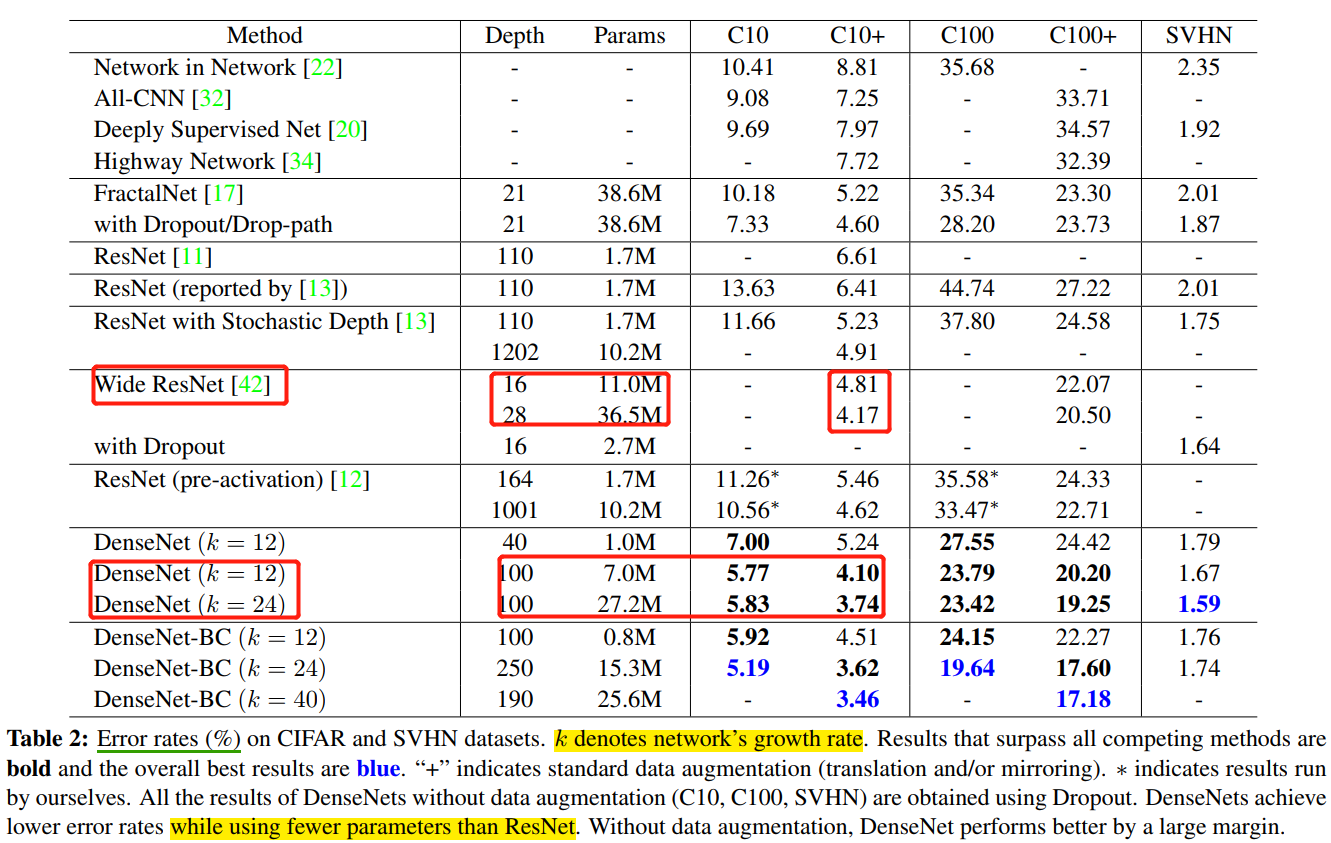 Method Depth Params C10 C10+ C100 C100+ SVHN
Network in Network [22] - - 10.41 8.81 35.68 - 2.35
All-CNN [32] - - 9.08 7.25 - 33.71 -
Deeply Supervised Net [20] - - 9.69 7.97 - 34.57 1.92
Highway Network [34] - - - 7.72 - 32.39 -
FractalNet [17] 21 38.6M 10.18 5.22 35.34 23.30 2.01
with Dropout/Drop-path 21 38.6M 7.33 4.60 28.20 23.73 1.87
ResNet [11] 110 1.7M - 6.61 - - -
ResNet (reported by [13]) 110 1.7M 13.63 6.41 44.74 27.22 2.01
ResNet with Stochastic Depth [13] 110 1.7M 11.66 5.23 37.80 24.58 1.75
1202 10.2M - 4.91 - - -
Wide ResNet [42] 16 11.0M - 4.81 - 22.07 -
28 36.5M - 4.17 - 20.50 -
with Dropout 16 2.7M - - - - 1.64
ResNet (pre-activation) [12] 164 1.7M 11.26* 5.46 35.58* 24.33 -
1001 10.2M 10.56* 4.62 33.47* 22.71 -
DenseNet (k = 12) 40 1.0M 7.00 5.24 27.55 24.42 1.79
DenseNet (k = 12) 100 7.0M 5.77 4.10 23.79 20.20 1.67
DenseNet (k = 24) 100 27.2M 5.83 3.74 23.42 19.25 1.59
DenseNet-BC (k = 12) 100 0.8M 5.92 4.51 24.15 22.27 1.76
DenseNet-BC (k = 24) 250 15.3M 5.19 3.62 19.64 17.60 1.74
DenseNet-BC (k = 40) 190 25.6M - 3.46 - 17.18 -
Table 2: Error rates (%) on CIFAR and SVHN datasets. k denotes network's growth rate. Results that surpass all competing methods are
bold and the overall best results are blue. "+" indicates standard data augmentation (translation and/or mirroring). * indicates results run
by ourselves. All the results of DenseNets without data augmentation (C10, C100, SVHN) are obtained using Dropout. DenseNets achieve
lower error rates while using fewer parameters than ResNet. Without data augmentation, DenseNet performs better by a large margin.